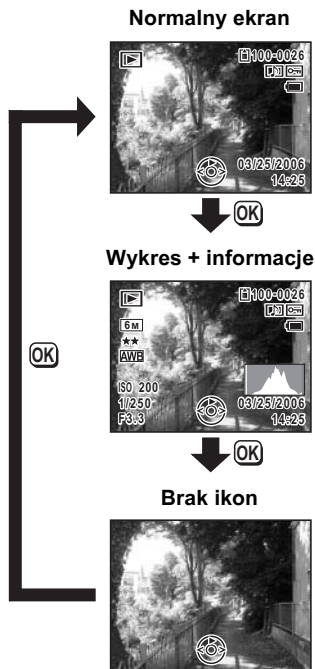 Normalny ekran
100-0026
03/25/2006
14:25
OK
Wykres + informacje
100-0026
6M
★★
AWB
ISO 200
1/250
F3.3
03/25/2006
14:25
OK
OK
Brak ikon